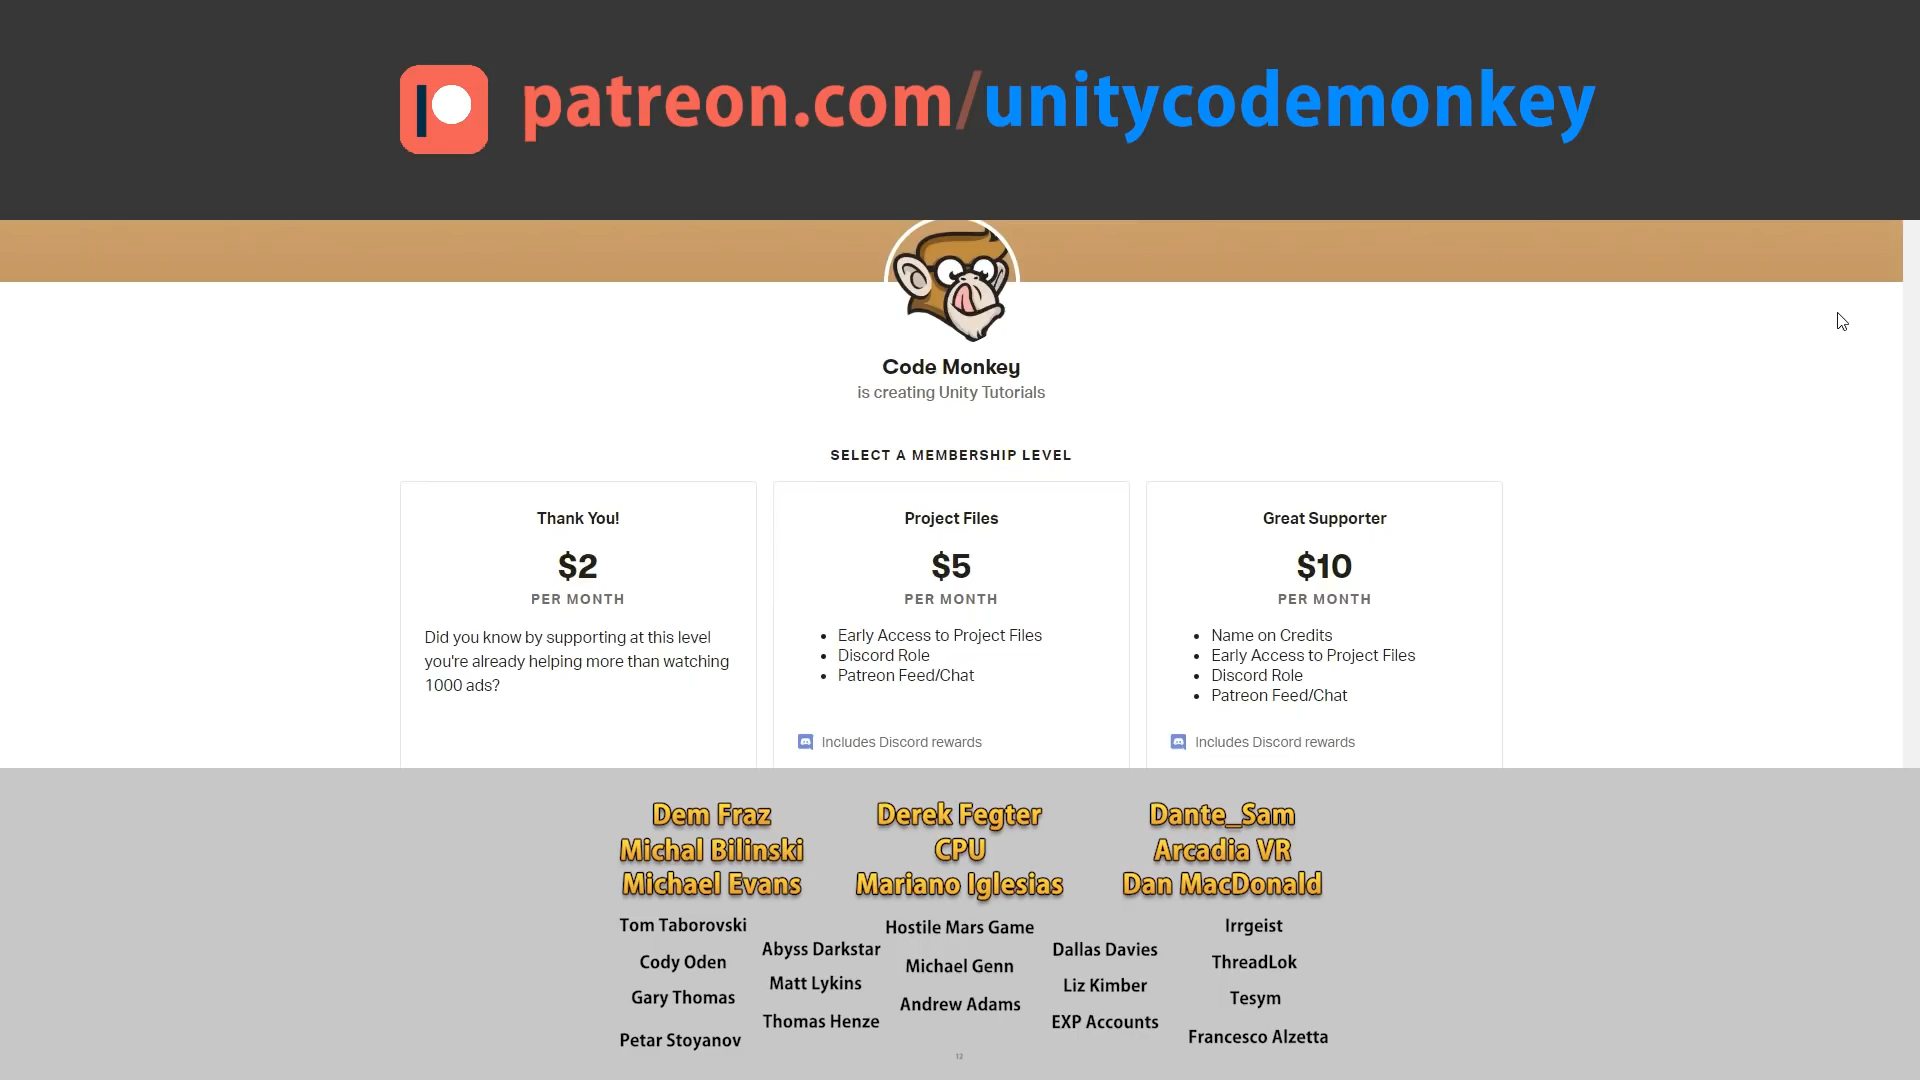 patreon.com/unitycodemonkey
Code Monkey
is creating Unity Tutorials
SELECT A MEMBERSHIP LEVEL
Thank You!
$2
PER MONTH
Did you know by supporting at this level
you're already helping more than watching
1000 ads?
Project Files
$5
PER MONTH
Early Access to Project Files
Discord Role
Patreon Feed/Chat
Includes Discord rewards
Great Supporter
$10
PER MONTH
Name on Credits
Early Access to Project Files
Discord Role
Patreon Feed/Chat
Includes Discord rewards
Dem Fraz
Michal Bilinski
Michael Evans
Derek Fegter
CPU
Mariano Iglesias
Dante_Sam
Arcadia VR
Dan MacDonald
Tom Taborovski
Cody Oden
Gary Thomas
Petar Stoyanov
Abyss Darkstar
Matt Lykins
Thomas Henze
Hostile Mars Game
Michael Genn
Andrew Adams
Dallas Davies
Liz Kimber
EXP Accounts
Irrgeist
ThreadLok
Tesym
Francesco Alzetta
12